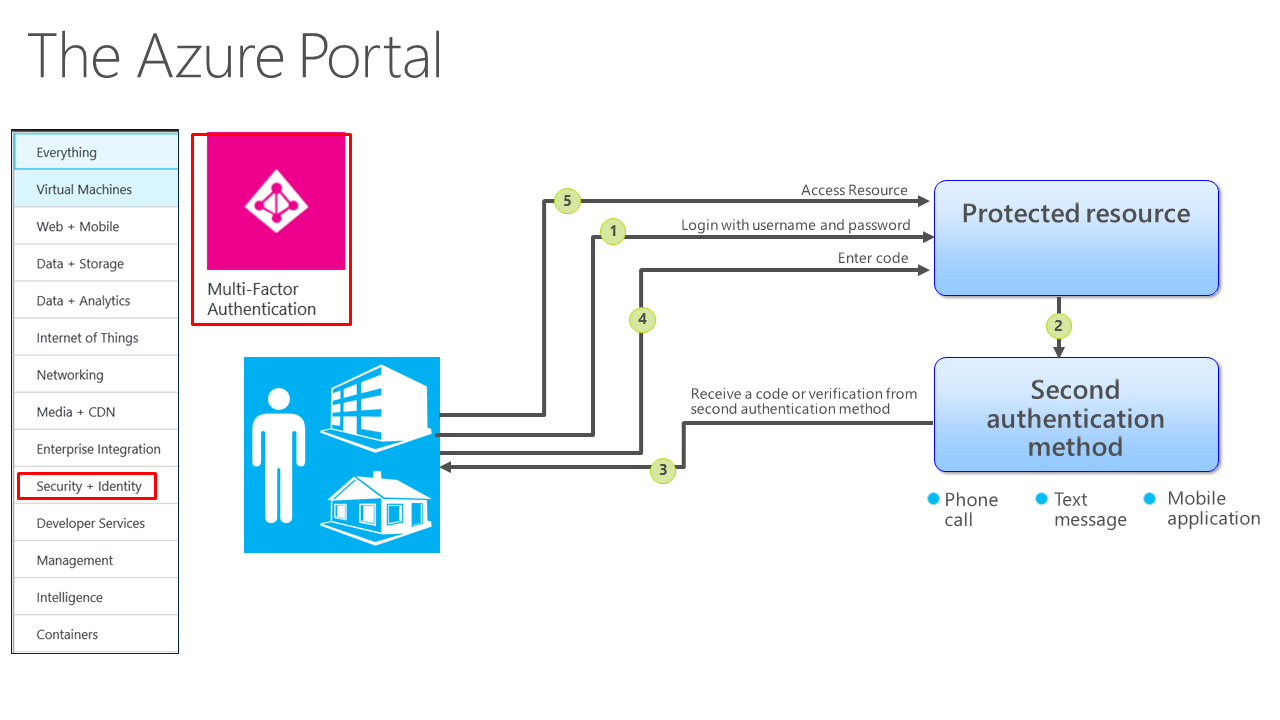 The Azure Portal
Everything
Virtual Machines
Web + Mobile
Data + Storage
Data + Analytics
Internet of Things
Networking
Media + CDN
Enterprise Integration
Security + Identity
Developer Services
Management
Intelligence
Containers
Multi-Factor
Authentication
5
Access Resource
1
Login with username and password
Enter code
4
Protected resource
2
Receive a code or verification from
second authentication method
3
Second
authentication
method
Phone
call
Text
message
Mobile
application